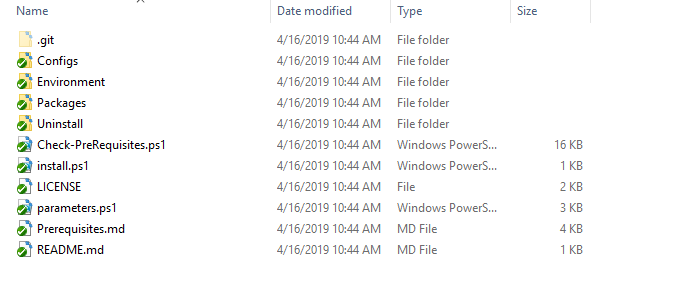 Name Date modified Type Size
.git 4/16/2019 10:44 AM File folder
Configs 4/16/2019 10:44 AM File folder
Environment 4/16/2019 10:44 AM File folder
Packages 4/16/2019 10:44 AM File folder
Uninstall 4/16/2019 10:44 AM File folder
Check-PreRequisites.ps1 4/16/2019 10:44 AM Windows PowerS... 16 KB
install.ps1 4/16/2019 10:44 AM Windows PowerS... 1 KB
LICENSE 4/16/2019 10:44 AM File 2 KB
parameters.ps1 4/16/2019 10:44 AM Windows PowerS... 3 KB
Prerequisites.md 4/16/2019 10:44 AM MD File 4 KB
README.md 4/16/2019 10:44 AM MD File 1 KB